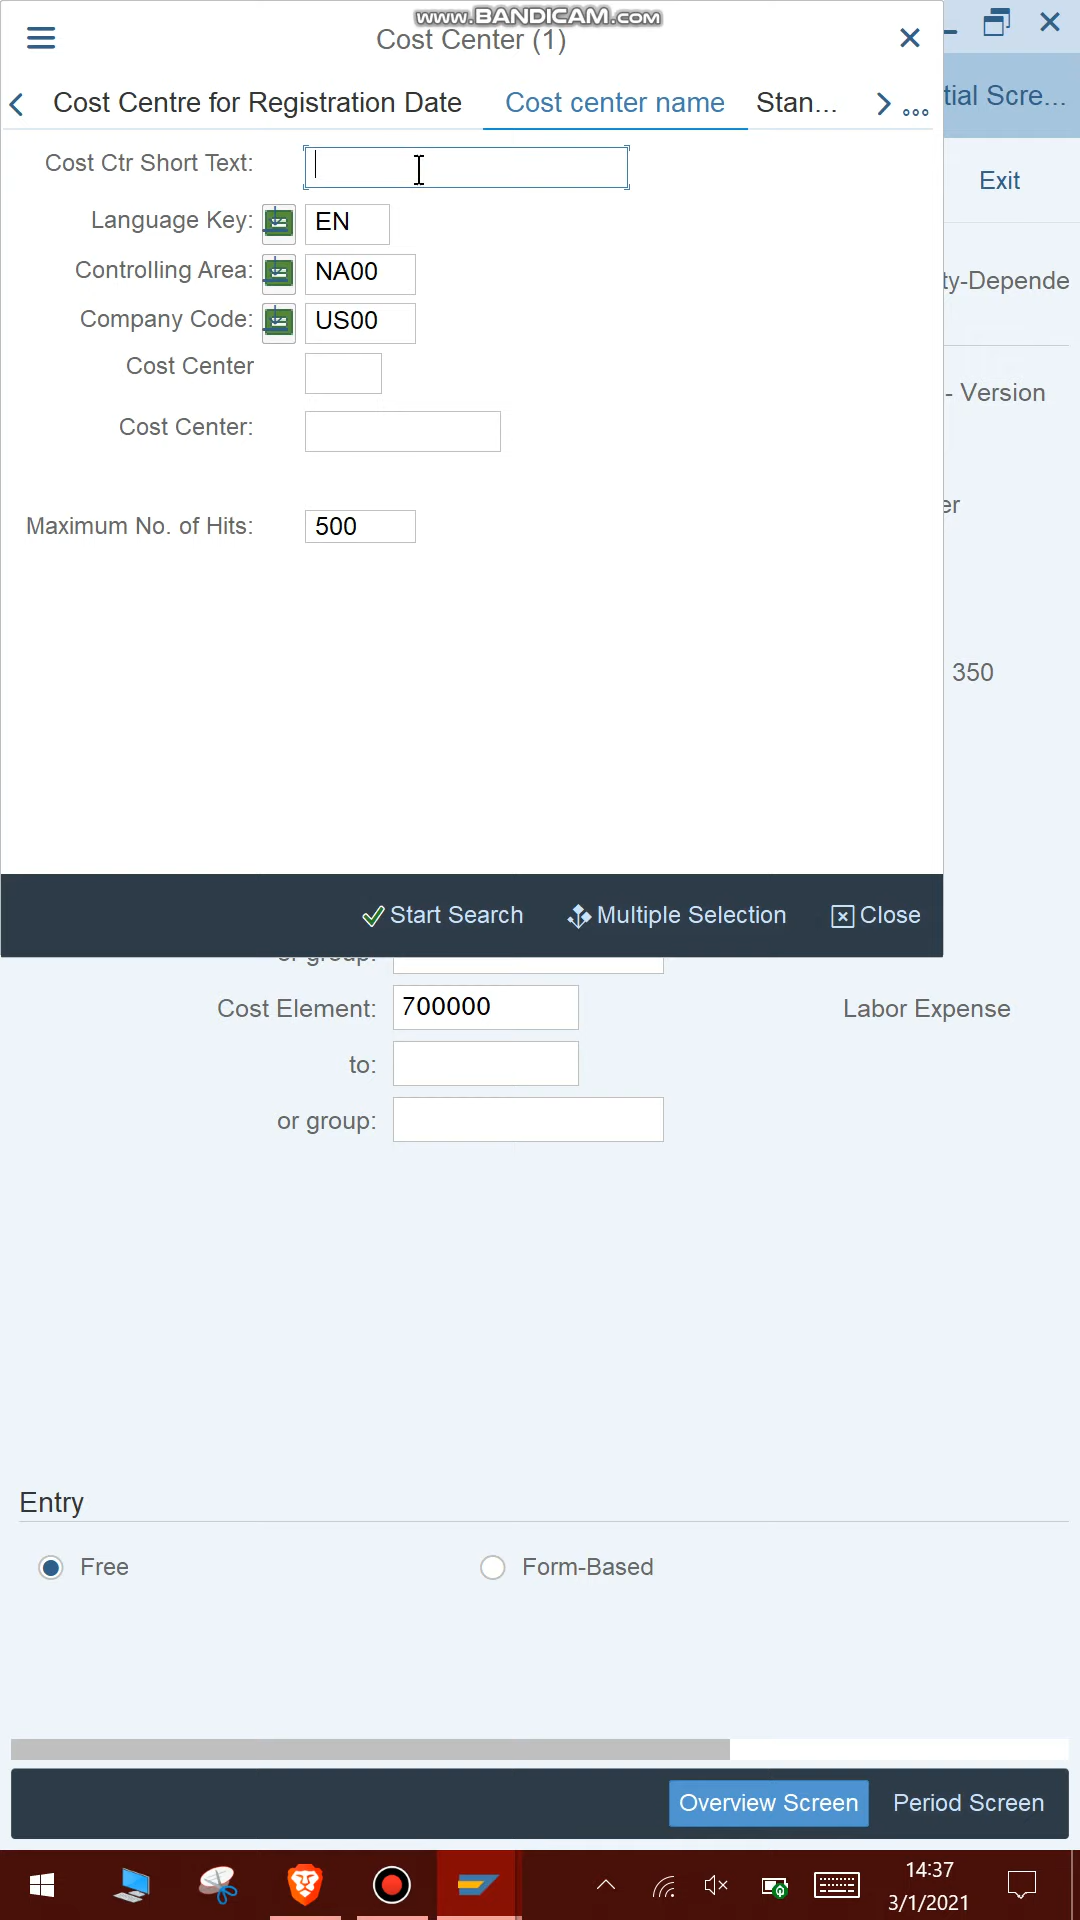 www.BANDICAM.com
Cost Center (1)
Cost Centre for Registration Date Cost center name Stan...
tial Scre...
Cost Ctr Short Text:
Exit
Language Key: EN
Controlling Area: NA00
ty-Depende
Company Code: US00
Cost Center
- Version
Cost Center:
er
Maximum No. of Hits: 500
350
Start Search Multiple Selection Close
or group:
Cost Element: 700000 Labor Expense
to:
or group:
Entry
Free Form-Based
Overview Screen Period Screen
14:37
3/1/2021